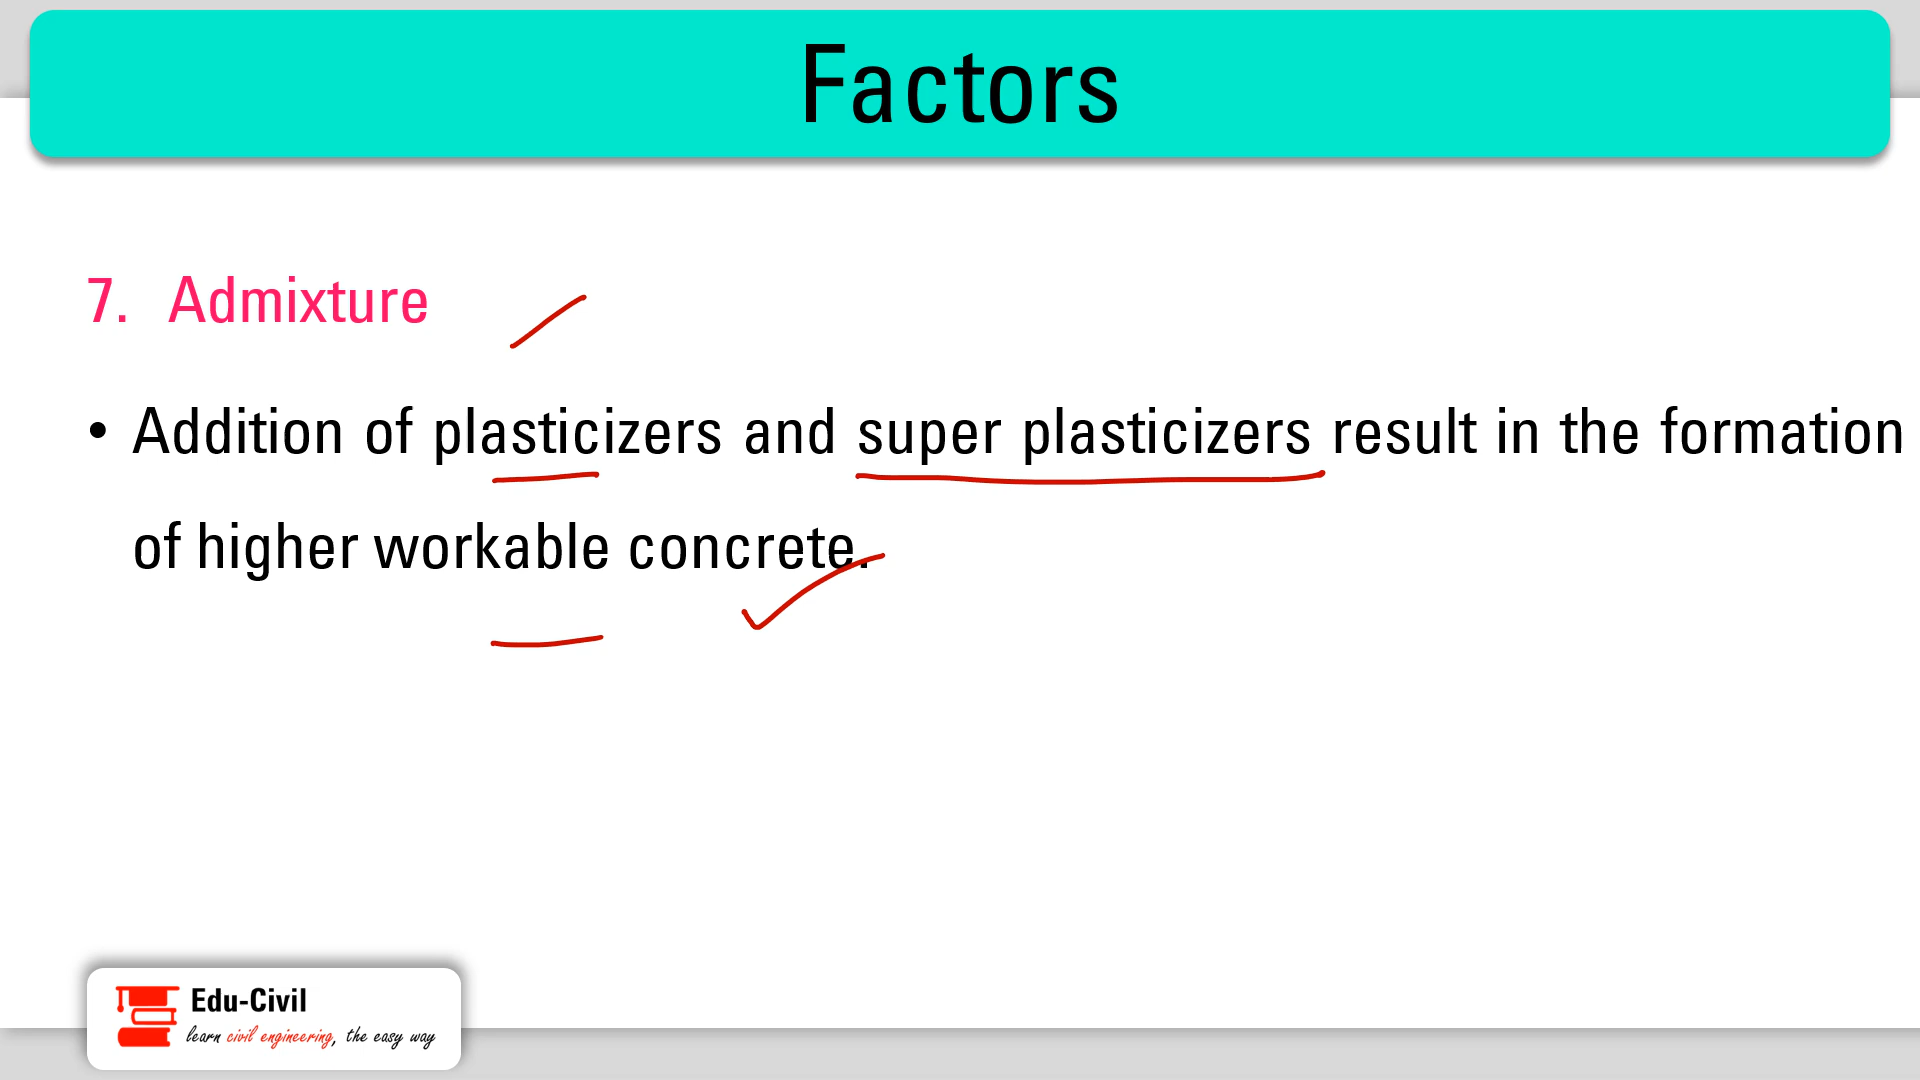 Factors
7. Admixture
• Addition of plasticizers and super plasticizers result in the formation
of higher workable concrete.
Edu-Civil
learn civil engineering, the easy way